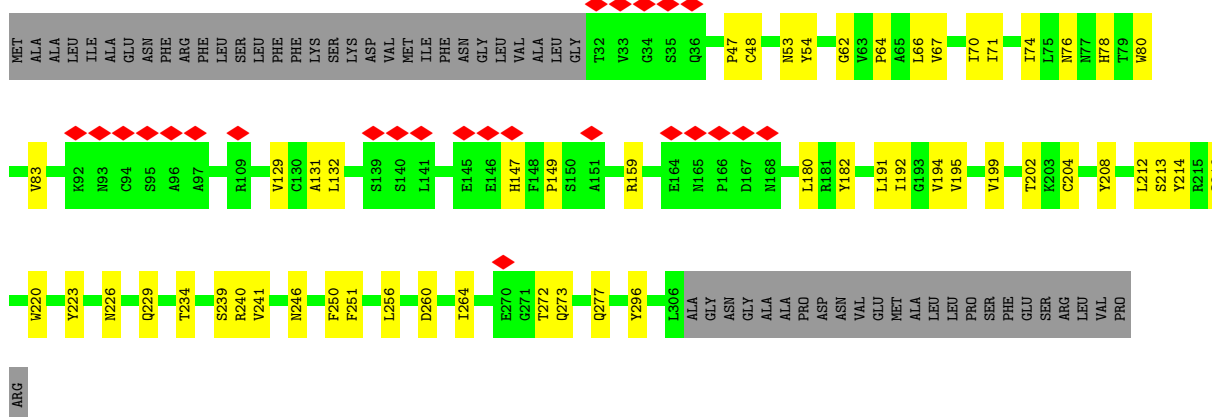 MET ALA ALA LEU ILE ALA GLU ASN PHE ARG PHE LEU SER LEU PHE PHE LYS SER LYS ASP VAL MET ILE PHE ASN GLY LEU VAL ALA LEU GLY T32 V33 G34 S35 Q36 P47 C48 N53 Y54 G62 V63 P64 A65 L66 V67 I70 I71 I74 L75 N76 N77 H78 T79 W80
V83 K92 N93 C94 S95 A96 A97 R109 V129 C130 A131 L132 S139 S140 L141 E145 E146 H147 F148 P149 S150 A151 R159 E164 N165 P166 D167 N168 L180 R181 Y182 L191 I192 G193 V194 V195 V199 T202 K203 C204 Y208 L212 S213 Y214 R215
W220 Y223 N226 Q229 T234 S239 R240 V241 N246 F250 F251 L256 D260 I264 E270 G271 T272 Q273 Q277 Y296 L306 ALA GLY ASN GLY ALA ALA PRO ASP ASN VAL GLU MET ALA LEU LEU PRO SER PHE GLU SER ARG LEU VAL PRO
ARG